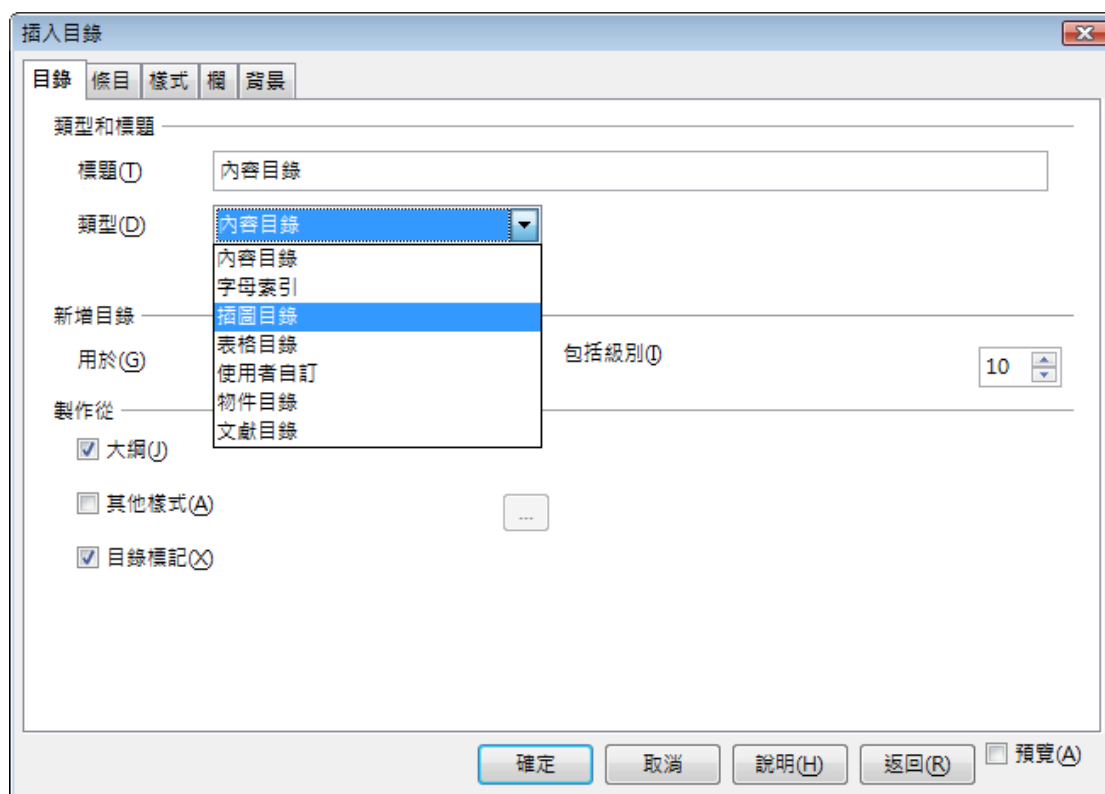 插入目錄
目錄 條目 樣式 欄 背景
類型和標題
標題(T) 內容目錄
類型(D) 內容目錄
內容目錄
字母索引
插圖目錄
表格目錄
使用者自訂
物件目錄
文獻目錄
新增目錄
用於(G) 包括級別(I) 10
製作從
大綱(J)
其他樣式(A) ...
目錄標記(X)
確定 取消 說明(H) 返回(R) 預覽(A)